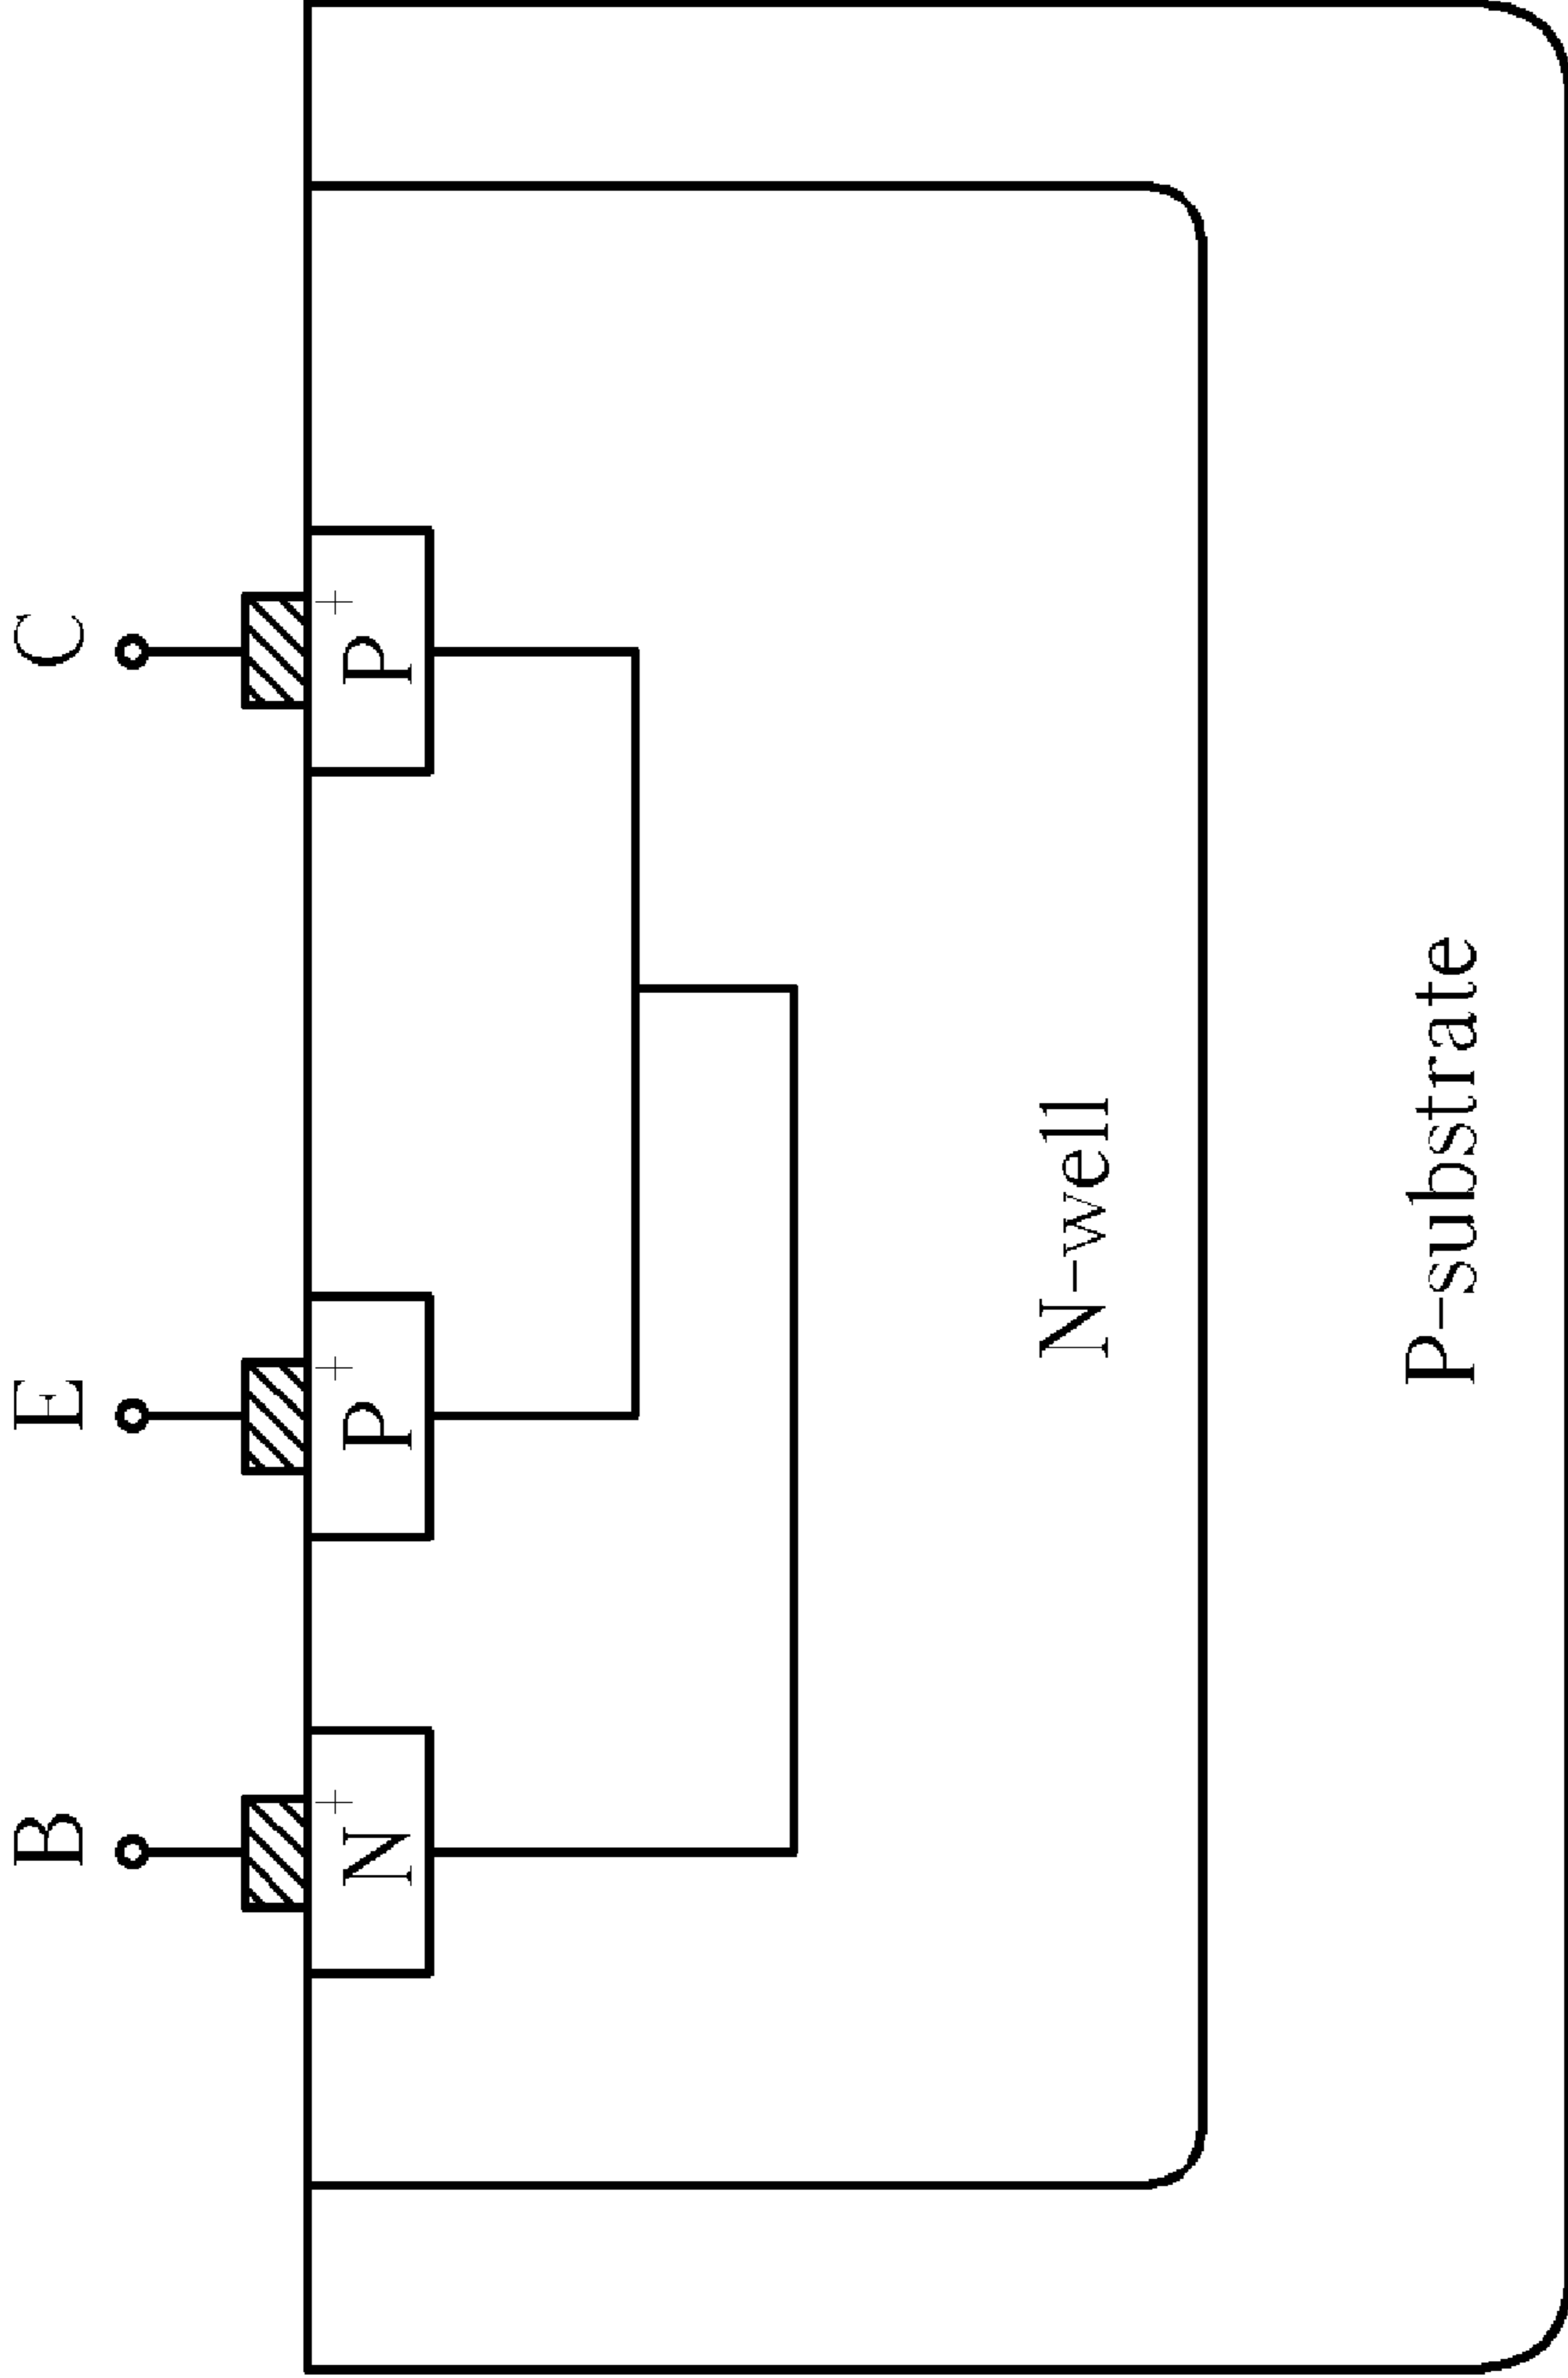 B E C
N+ P+ P+
N-well
P-substrate